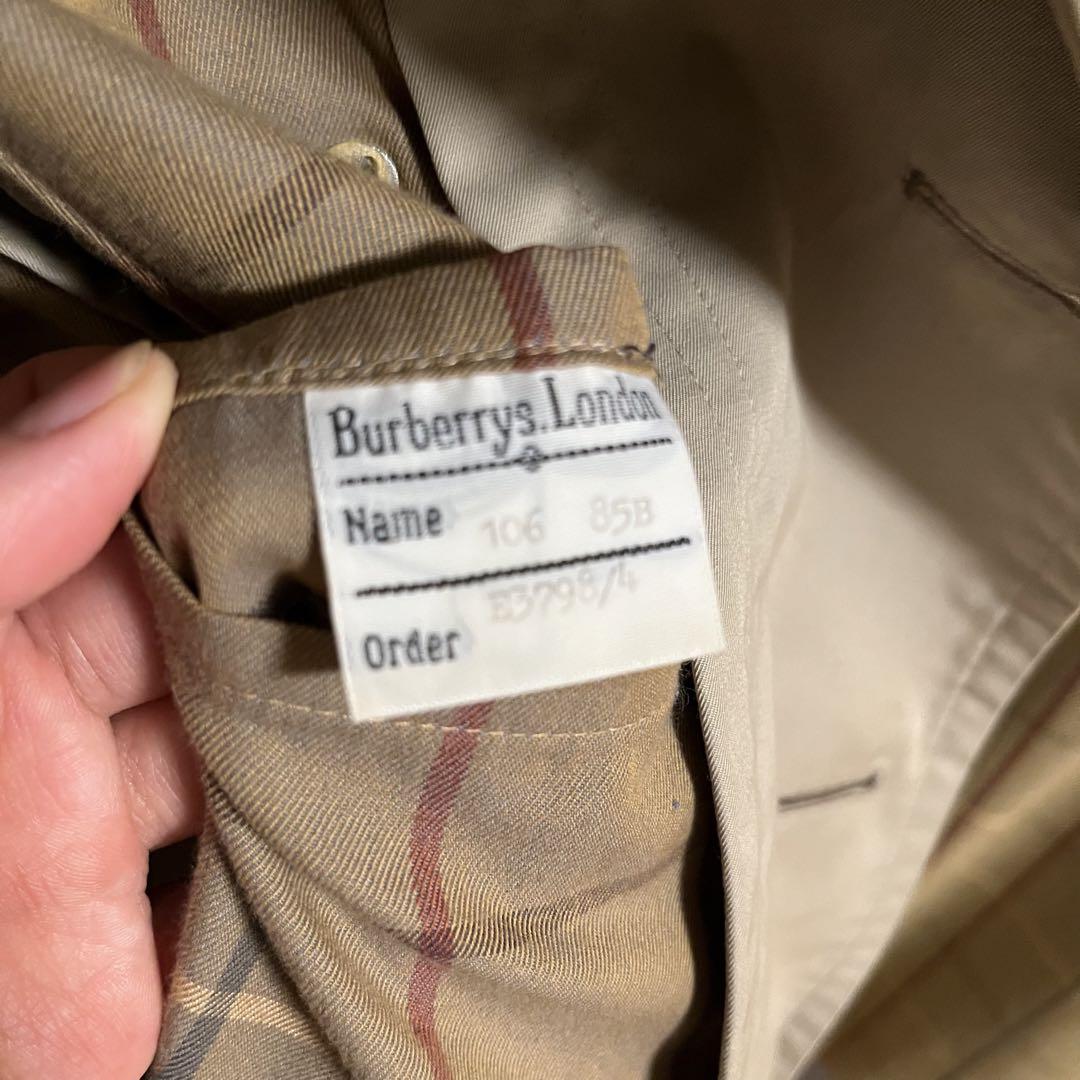 Burberrys.London
Name 106 85B
E3798/4
Order